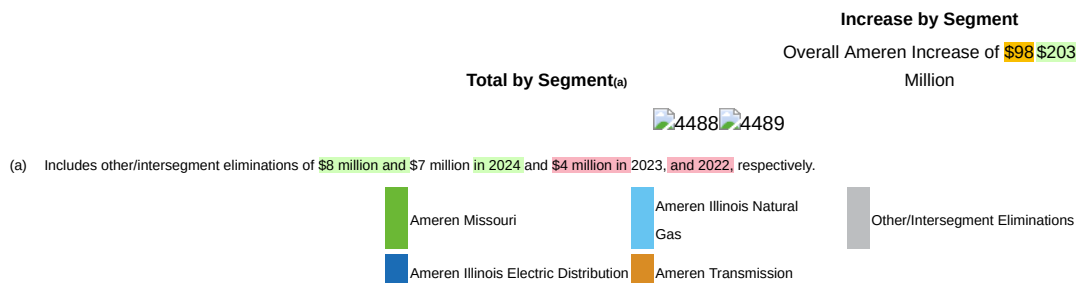 Increase by Segment
Overall Ameren Increase of $98 $203
Total by Segment(a) Million
4488 4489
(a) Includes other/intersegment eliminations of $8 million and $7 million in 2024 and $4 million in 2023, and 2022, respectively.
Ameren Missouri
Ameren Illinois Natural
Gas
Other/Intersegment Eliminations
Ameren Illinois Electric Distribution
Ameren Transmission